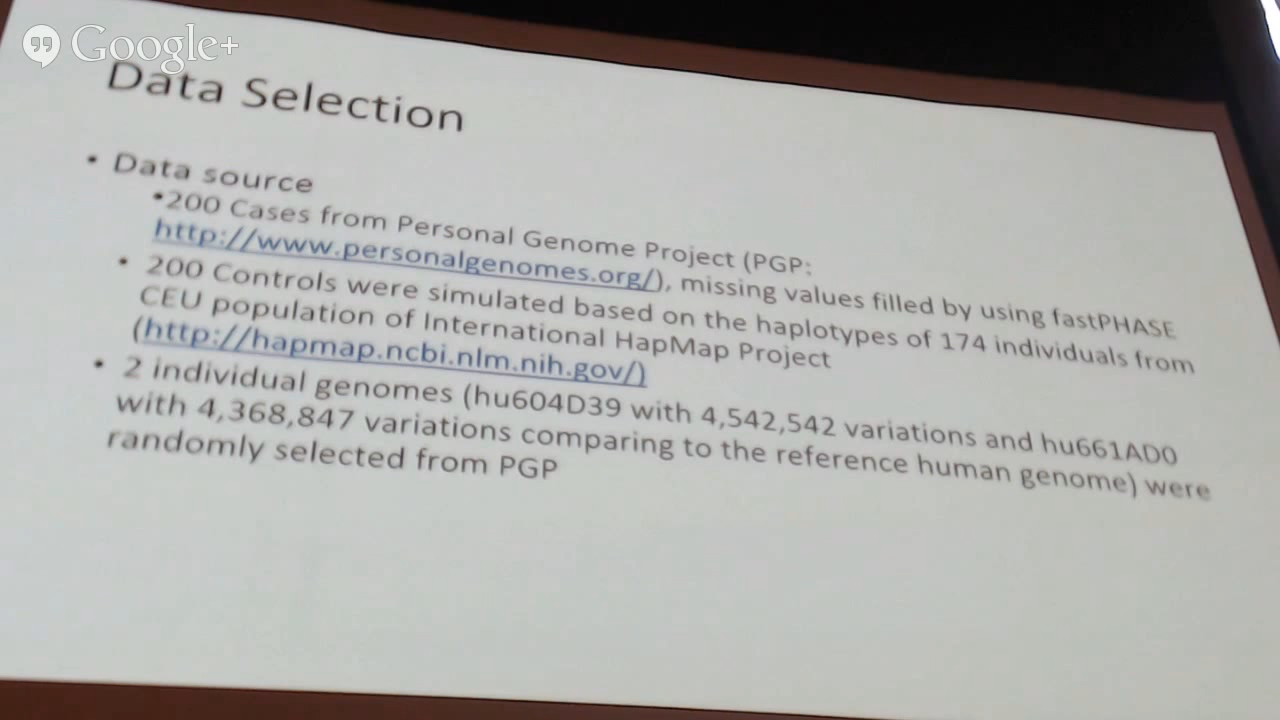 Google+
Data Selection
• Data source
•200 Cases from Personal Genome Project (PGP:
http://www.personalgenomes.org/), missing values filled by using fastPHASE
• 200 Controls were simulated based on the haplotypes of 174 individuals from
CEU population of International HapMap Project
(http://hapmap.ncbi.nlm.nih.gov/)
• 2 individual genomes (hu604D39 with 4,542,542 variations and hu661AD0
with 4,368,847 variations comparing to the reference human genome) were
randomly selected from PGP